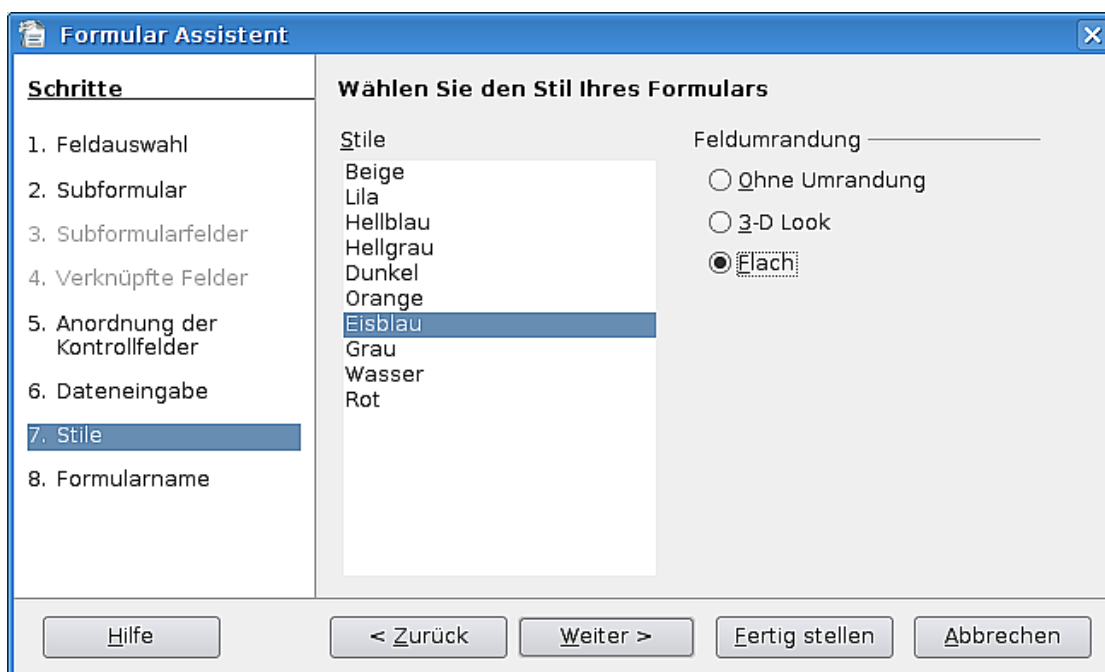 Formular Assistent
Schritte
1. Feldauswahl
2. Subformular
3. Subformularfelder
4. Verknüpfte Felder
5. Anordnung der
Kontrollfelder
6. Dateneingabe
7. Stile
8. Formularname
Wählen Sie den Stil Ihres Formulars
Stile
Beige
Lila
Hellblau
Hellgrau
Dunkel
Orange
Eisblau
Grau
Wasser
Rot
Feldumrandung
Ohne Umrandung
3-D Look
Flach
Hilfe
< Zurück
Weiter >
Fertig stellen
Abbrechen